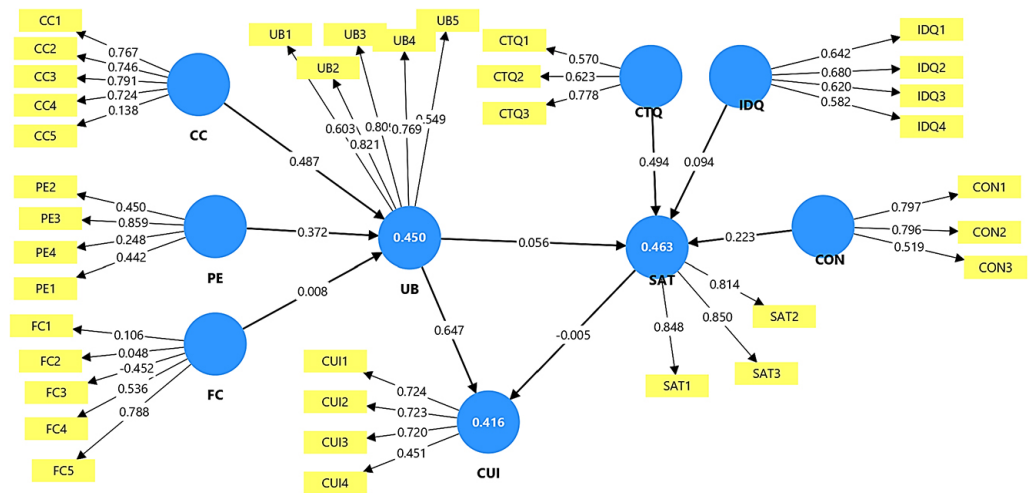 CC1
CC2
CC3
CC4
CC5
0.767
0.746
0.791
0.724
0.138
CC
0.487
UB1
UB2
UB3
UB4
UB5
0.603
0.821
0.769
CTQ1
CTQ2
CTQ3
0.570
0.623
0.778
CTQ
0.494
IDQ
0.094
0.642
0.680
0.620
0.582
IDQ1
IDQ2
IDQ3
IDQ4
PE2
PE3
PE4
PE1
0.450
0.859
0.248
0.442
PE
0.372
0.450
UB
0.056
0.463
SAT
0.223
CON
0.797
0.796
0.519
CON1
CON2
CON3
0.814
0.850
0.848
SAT2
SAT3
SAT1
FC1
FC2
FC3
FC4
FC5
0.106
0.048
-0.452
0.536
0.788
FC
0.008
0.647
-0.005
CUI1
CUI2
CUI3
CUI4
0.724
0.723
0.720
0.451
0.416
CUI